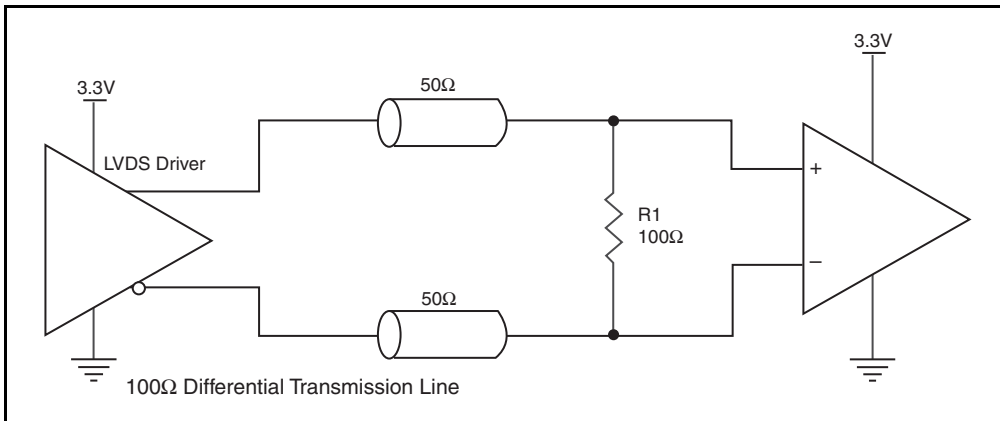 3.3V
3.3V
50Ω
LVDS Driver
+
R1
100Ω
–
50Ω
100Ω Differential Transmission Line